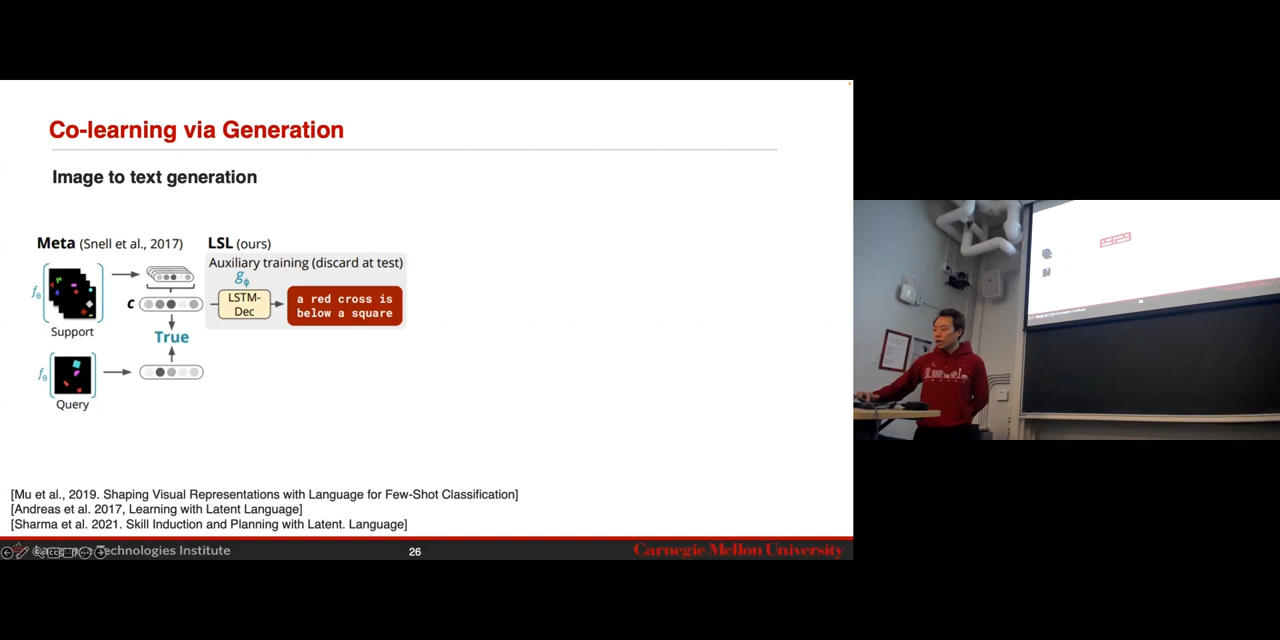 Co-learning via Generation
Image to text generation
Meta (Snell et al., 2017)
LSL (ours)
Auxiliary training (discard at test)
fθ
Support
c
gϕ
LSTM-
Dec
a red cross is
below a square
True
fθ
Query
[Mu et al., 2019. Shaping Visual Representations with Language for Few-Shot Classification]
[Andreas et al. 2017, Learning with Latent Language]
[Sharma et al. 2021. Skill Induction and Planning with Latent. Language]
Technologies Institute
26
Carnegie Mellon University